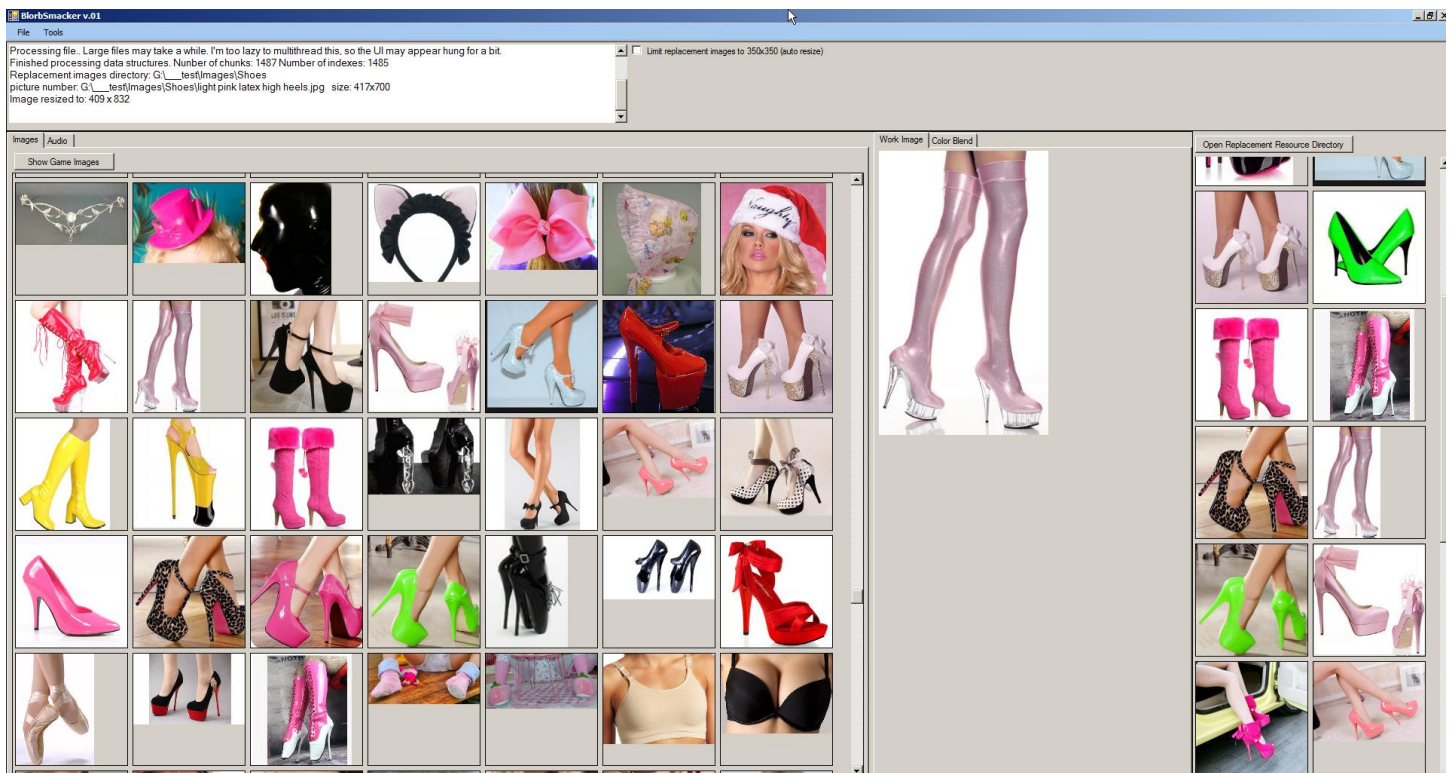 BlorbSmacker v.01
File Tools
Processing file.. Large files may take a while. I'm too lazy to multithread this, so the UI may appear hung for a bit.
Finished processing data structures. Nunber of chunks: 1487 Number of indexes: 1485
Replacement images directory: G:\___test\Images\Shoes
picture number: G:\___test\Images\Shoes\light pink latex high heels.jpg size: 417x700
Image resized to: 409 x 832
Limit replacement images to 350x350 (auto resize)
Images Audio
Show Game Images
Work Image Color Blend
Open Replacement Resource Directory
Naughty
LIFE IS LIKE